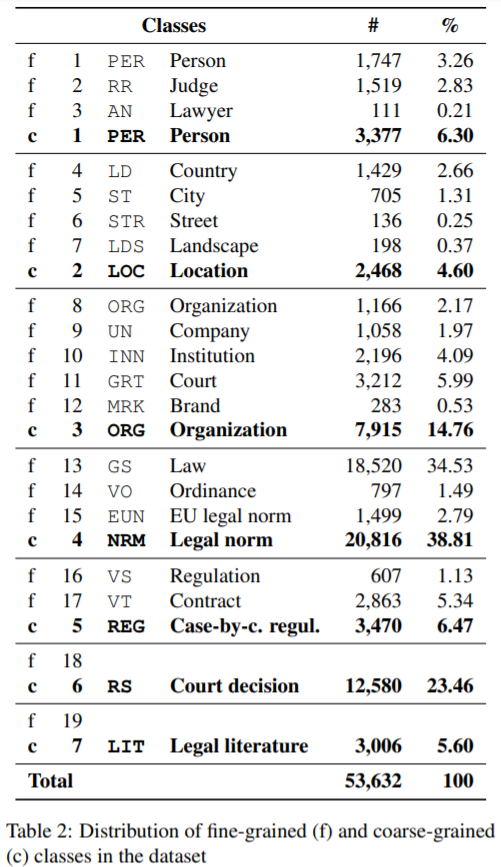 Classes # %
f 1 PER Person 1,747 3.26
f 2 RR Judge 1,519 2.83
f 3 AN Lawyer 111 0.21
c 1 PER Person 3,377 6.30
f 4 LD Country 1,429 2.66
f 5 ST City 705 1.31
f 6 STR Street 136 0.25
f 7 LDS Landscape 198 0.37
c 2 LOC Location 2,468 4.60
f 8 ORG Organization 1,166 2.17
f 9 UN Company 1,058 1.97
f 10 INN Institution 2,196 4.09
f 11 GRT Court 3,212 5.99
f 12 MRK Brand 283 0.53
c 3 ORG Organization 7,915 14.76
f 13 GS Law 18,520 34.53
f 14 VO Ordinance 797 1.49
f 15 EUN EU legal norm 1,499 2.79
c 4 NRM Legal norm 20,816 38.81
f 16 VS Regulation 607 1.13
f 17 VT Contract 2,863 5.34
c 5 REG Case-by-c. regul. 3,470 6.47
f 18
c 6 RS Court decision 12,580 23.46
f 19
c 7 LIT Legal literature 3,006 5.60
Total 53,632 100
Table 2: Distribution of fine-grained (f) and coarse-grained
(c) classes in the dataset